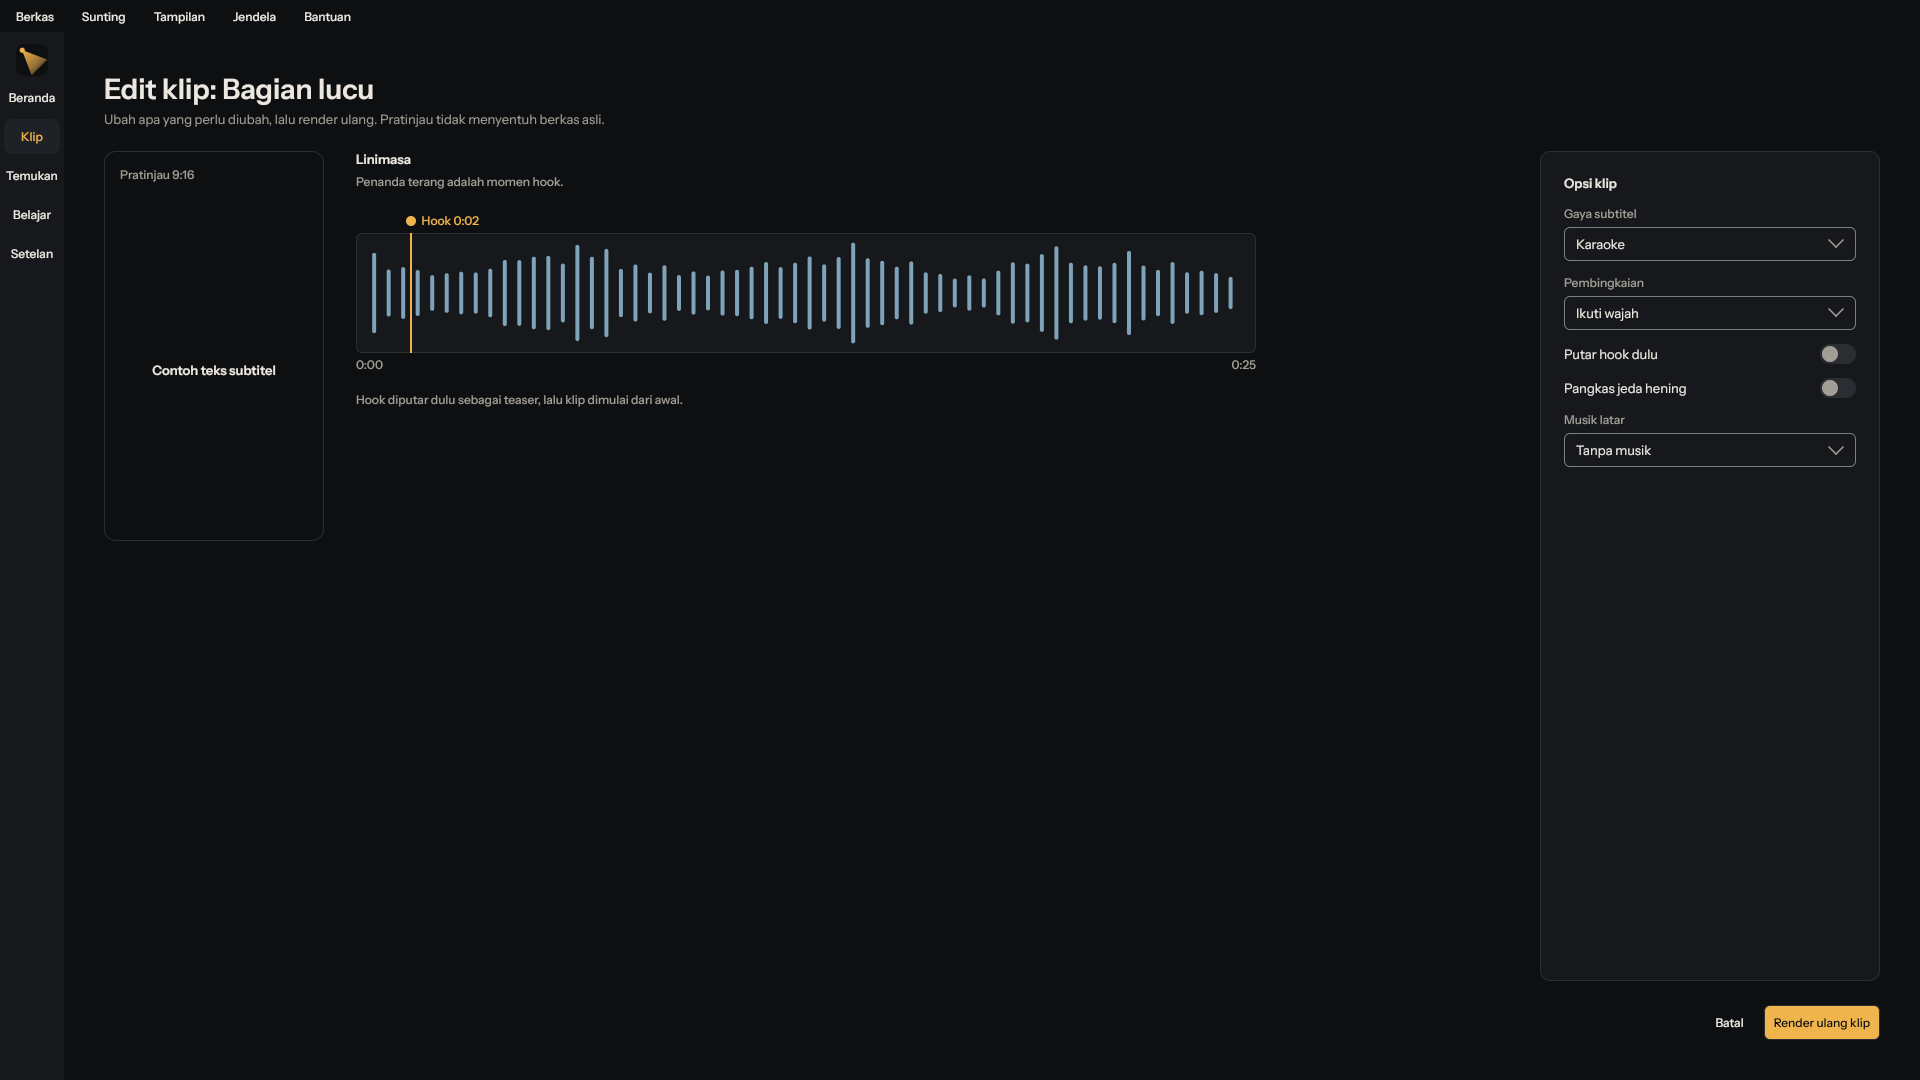 Berkas
Sunting
Tampilan
Jendela
Bantuan
Beranda
Klip
Temukan
Belajar
Setelan
Edit klip: Bagian lucu
Ubah apa yang perlu diubah, lalu render ulang. Pratinjau tidak menyentuh berkas asli.
Pratinjau 9:16
Contoh teks subtitel
Linimasa
Penanda terang adalah momen hook.
Hook 0:02
0:00
0:25
Hook diputar dulu sebagai teaser, lalu klip dimulai dari awal.
Opsi klip
Gaya subtitel
Karaoke
Pembingkaian
Ikuti wajah
Putar hook dulu
Pangkas jeda hening
Musik latar
Tanpa musik
Batal
Render ulang klip